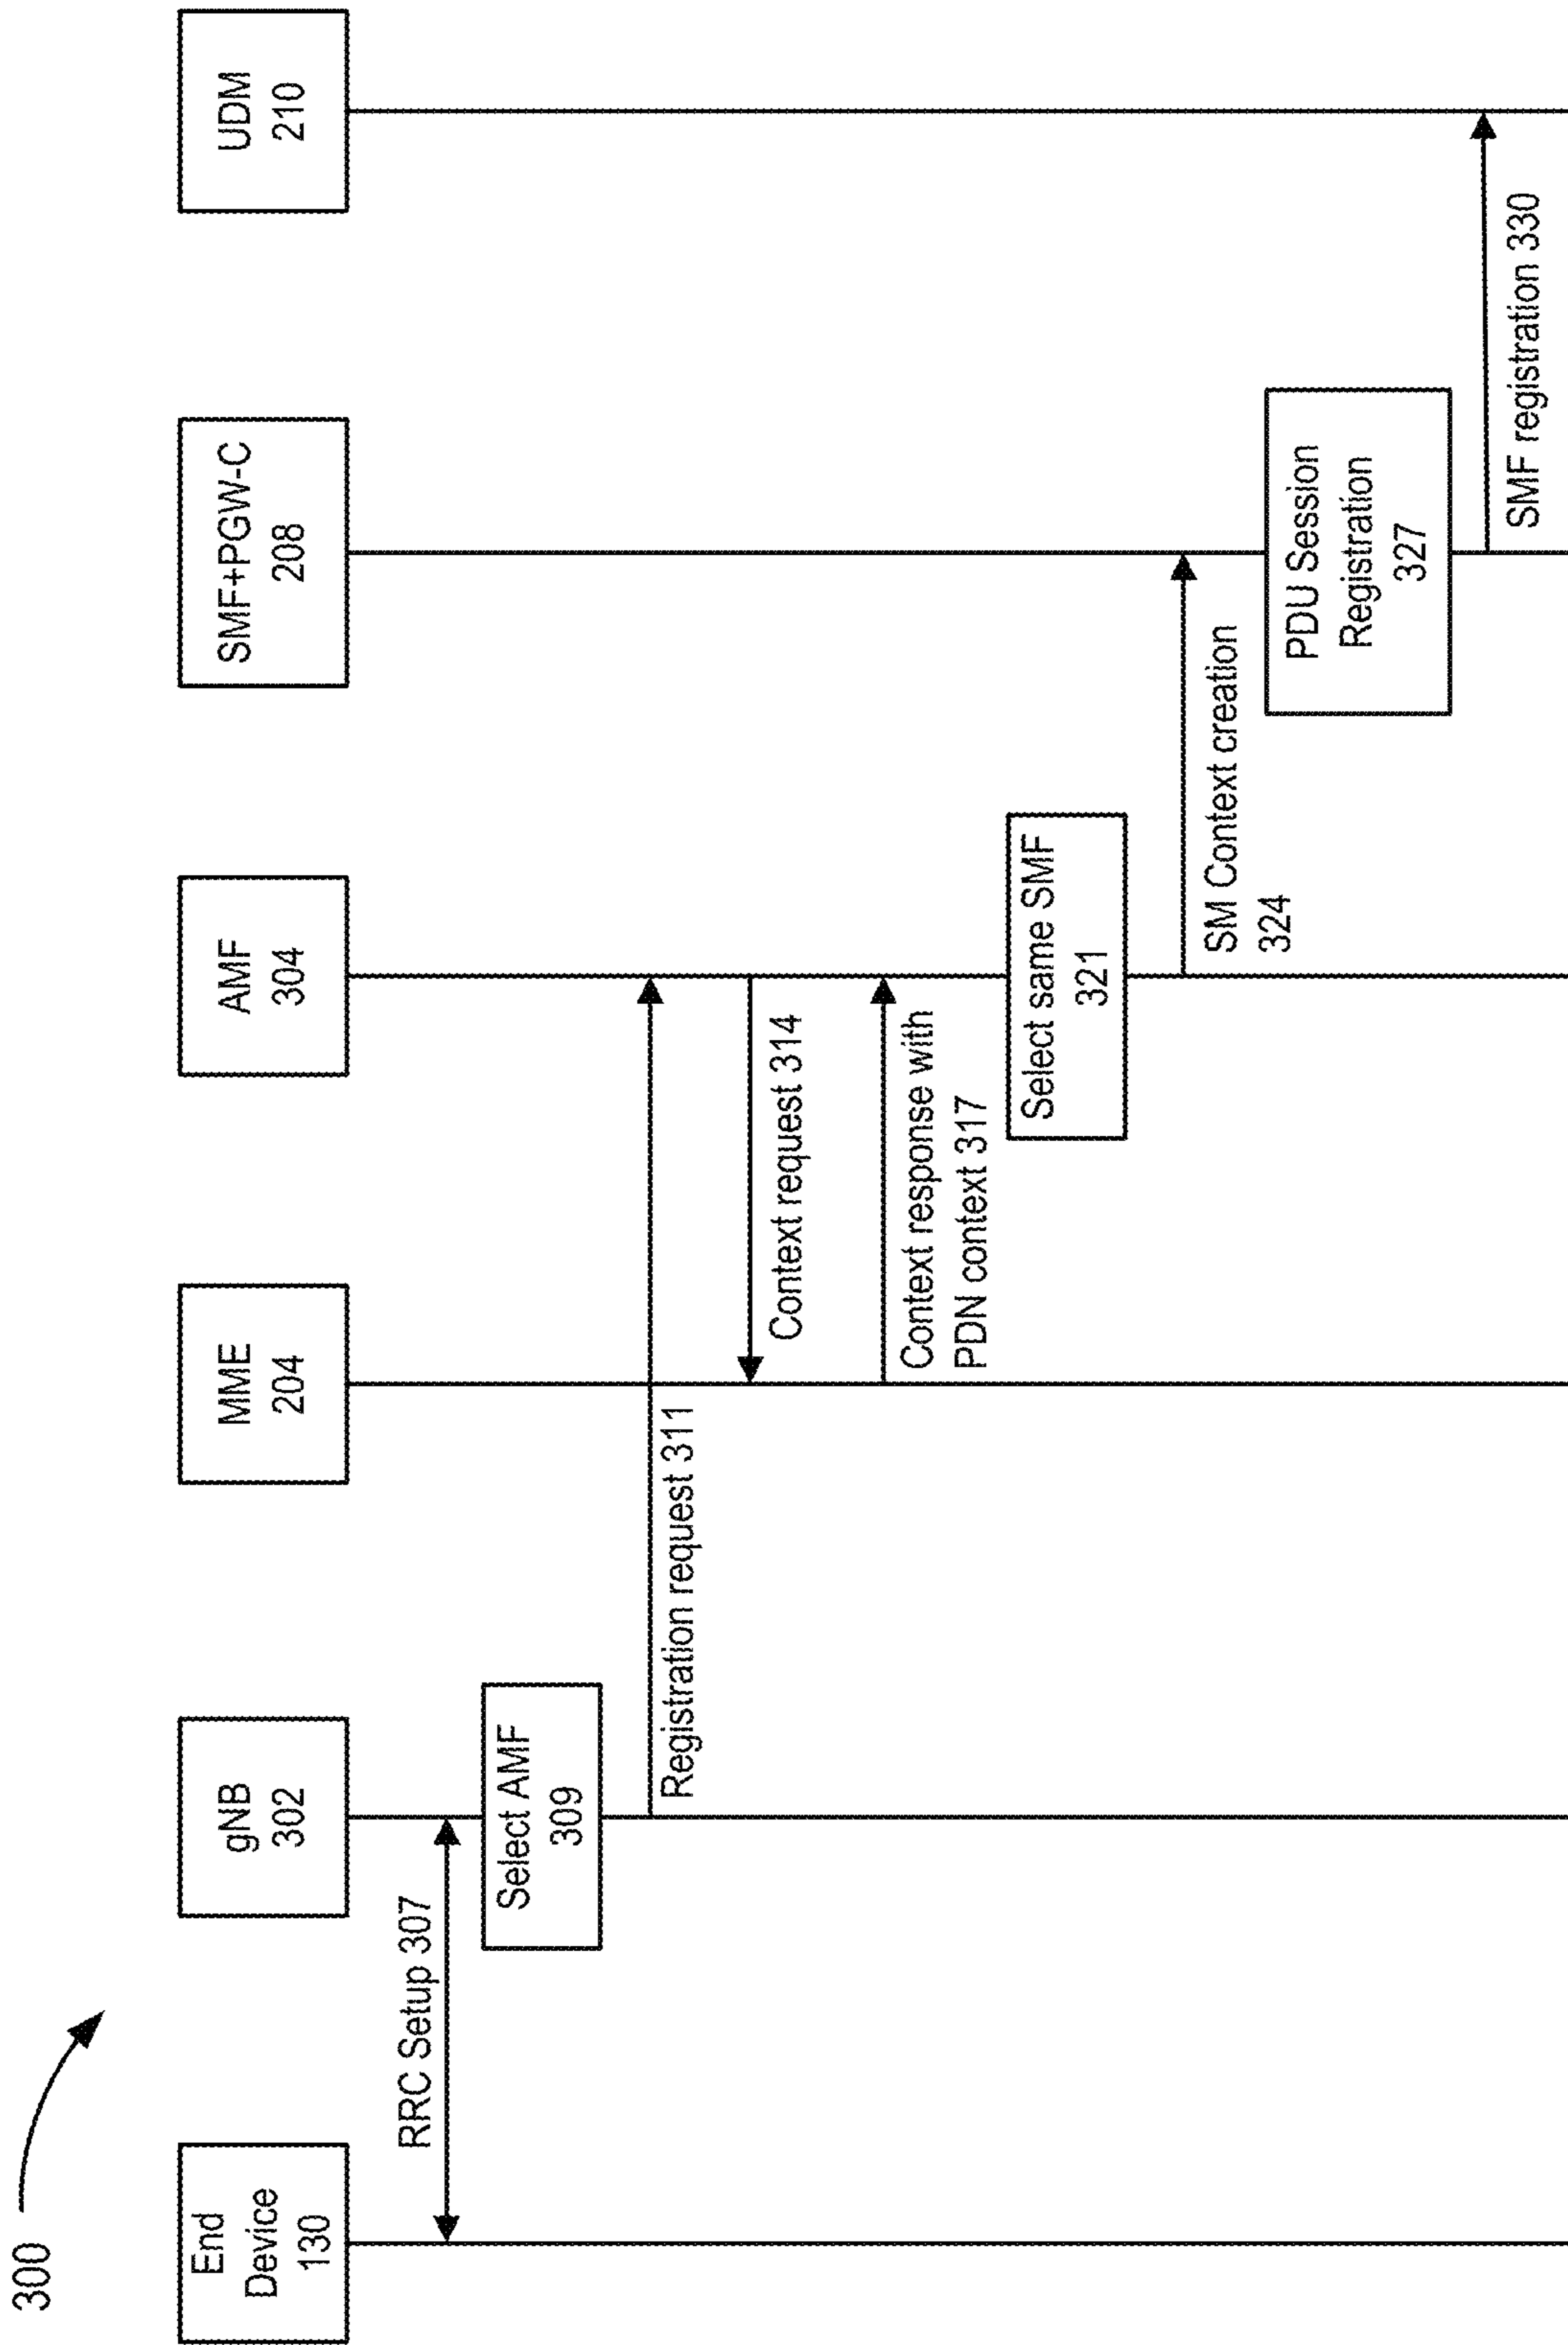 300
End
Device
130
gNB
302
MME
204
AMF
304
SMF+PGW-C
208
UDM
210
RRC Setup 307
Select AMF
309
Registration request 311
Context request 314
Context response with
PDN context 317
Select same SMF
321
SM Context creation
324
PDU Session
Registration
327
SMF registration 330